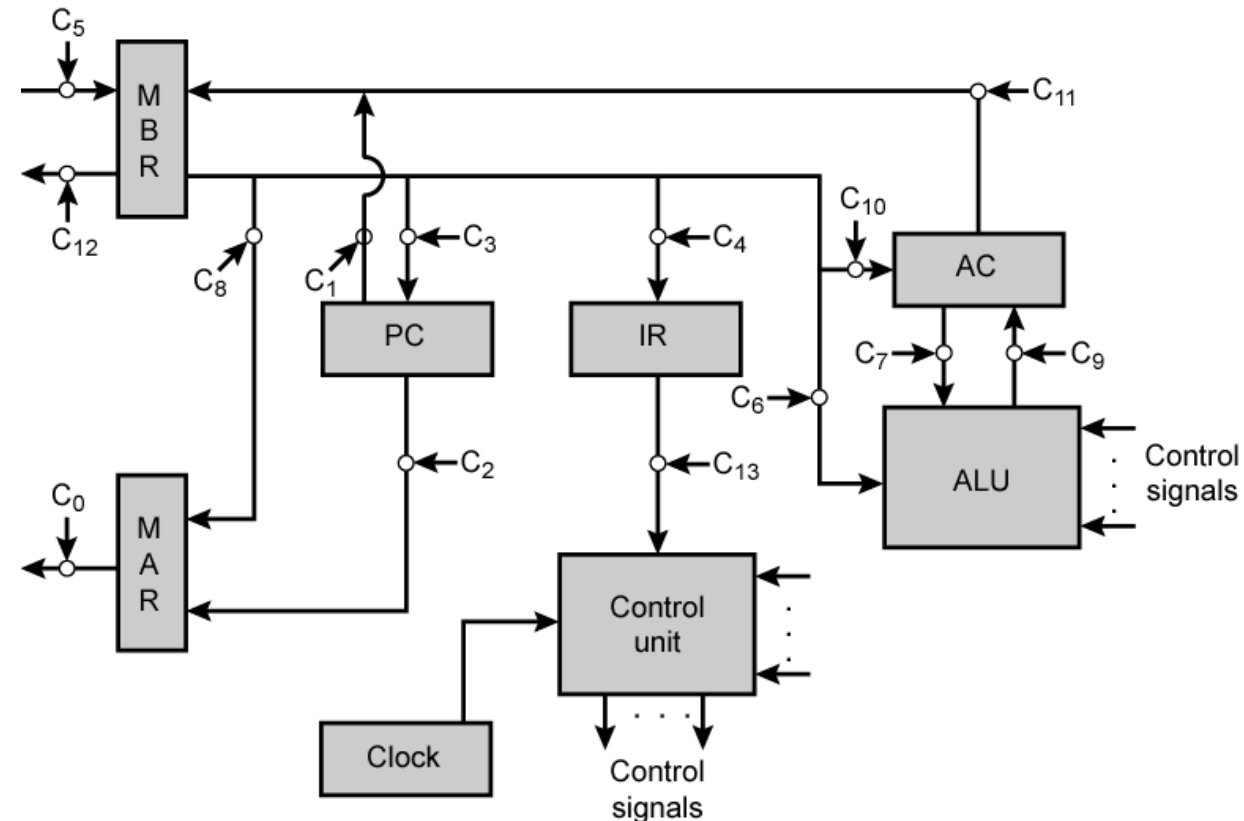 C5
M
B
R
C11
C12
C8
C1
C3
C4
C10
AC
PC
IR
C7
C9
C6
C2
C13
ALU
Control
signals
C0
M
A
R
Control
unit
Clock
Control
signals